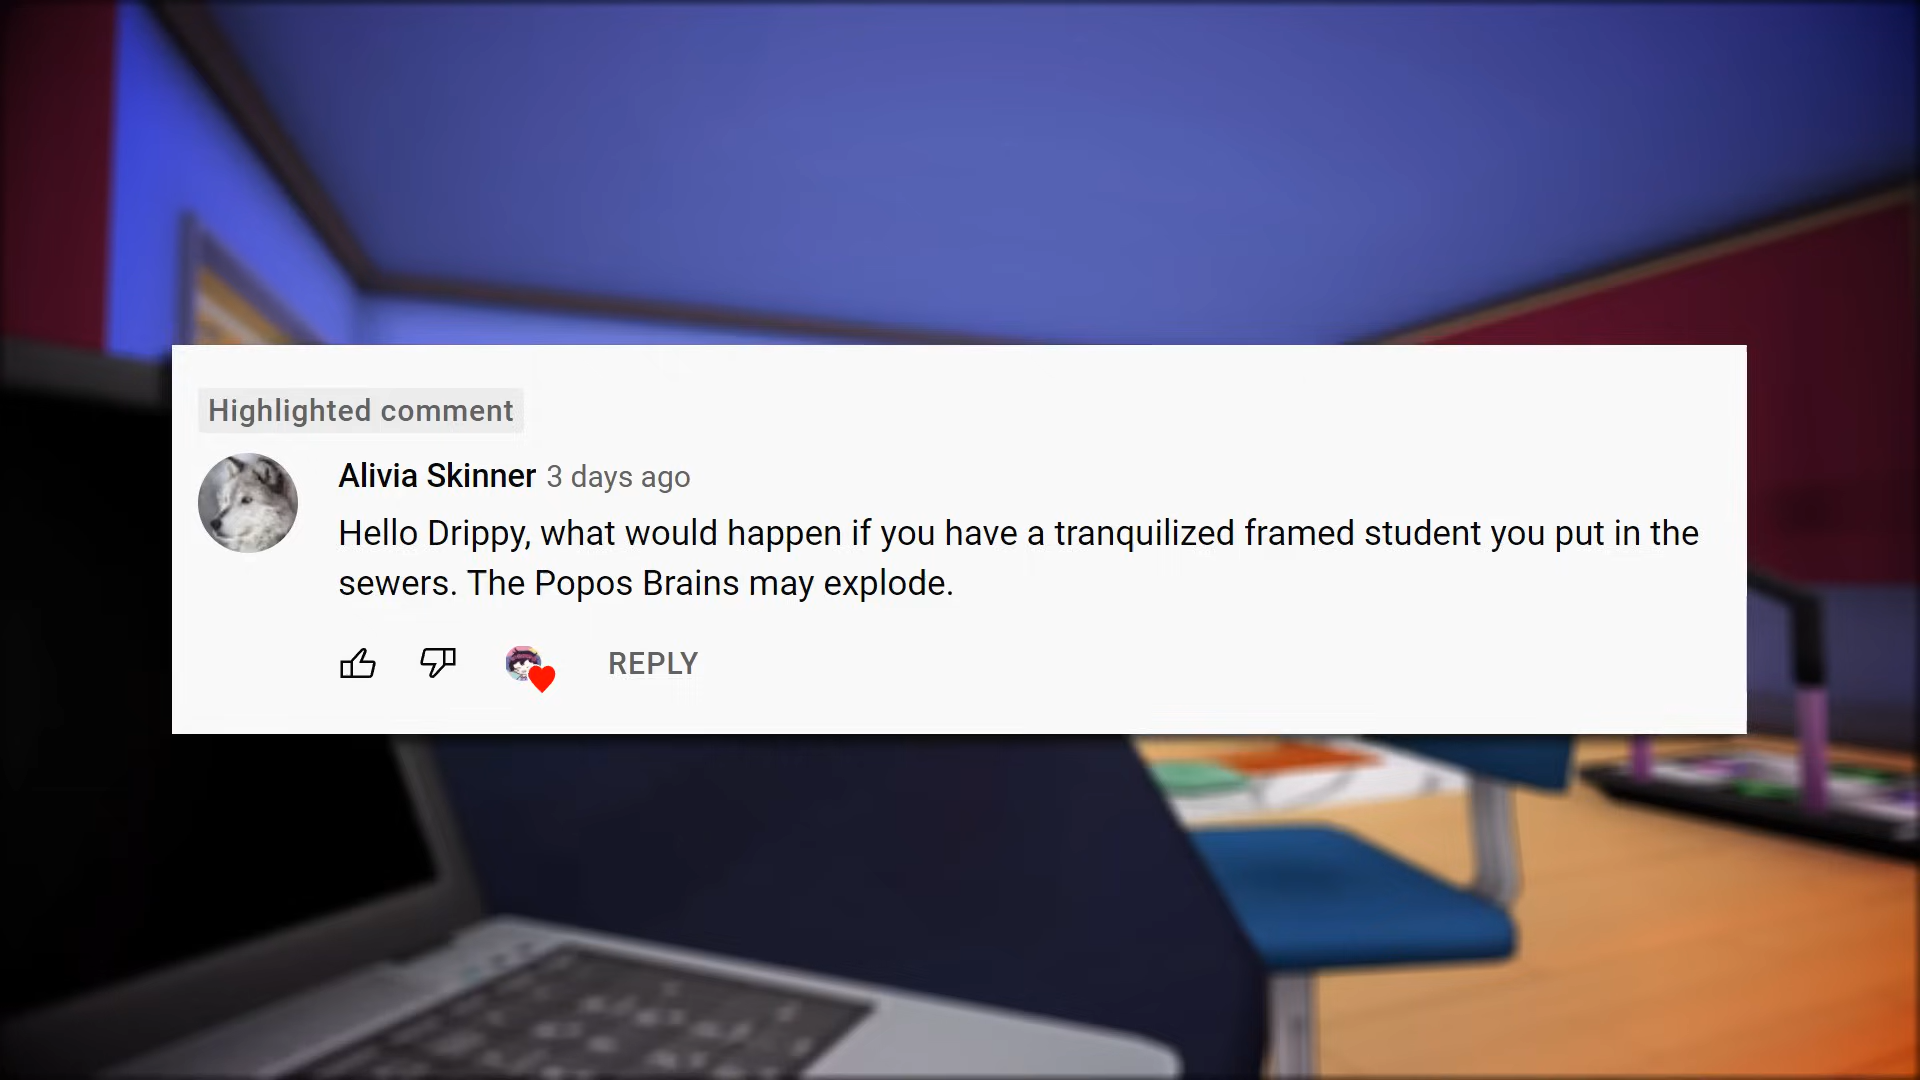 Highlighted comment
Alivia Skinner 3 days ago
Hello Drippy, what would happen if you have a tranquilized framed student you put in the
sewers. The Popos Brains may explode.
REPLY